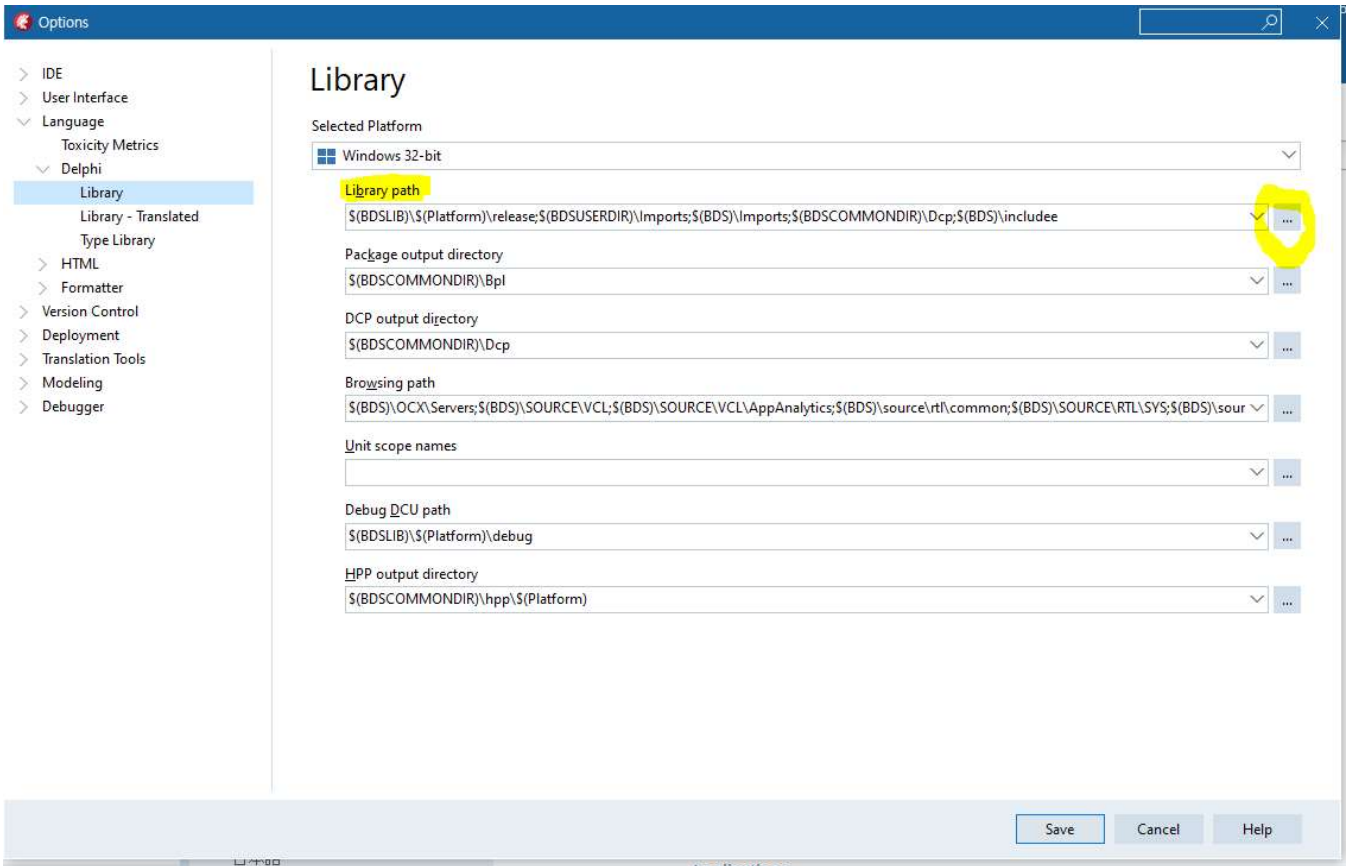 Options
IDE
User Interface
Language
Toxicity Metrics
Delphi
Library
Library - Translated
Type Library
HTML
Formatter
Version Control
Deployment
Translation Tools
Modeling
Debugger
Library
Selected Platform
Windows 32-bit
Library path
$(BDSLIB)\$(Platform)\release;$(BDSUSERDIR)\Imports;$(BDS)\Imports;$(BDSCOMMONDIR)\Dcp;$(BDS)\includee
...
Package output directory
$(BDSCOMMONDIR)\Bpl
...
DCP output directory
$(BDSCOMMONDIR)\Dcp
...
Browsing path
$(BDS)\OCX\Servers;$(BDS)\SOURCE\VCL;$(BDS)\SOURCE\VCL\AppAnalytics;$(BDS)\source\rtl\common;$(BDS)\SOURCE\RTL\SYS;$(BDS)\sour
...
Unit scope names
...
Debug DCU path
$(BDSLIB)\$(Platform)\debug
...
HPP output directory
$(BDSCOMMONDIR)\hpp\$(Platform)
...
Save
Cancel
Help
日本語